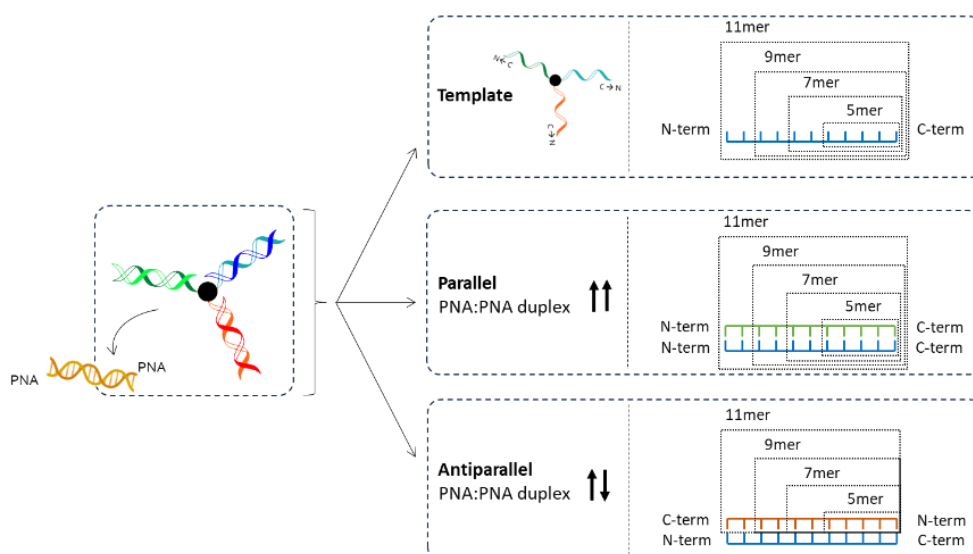 PNA
PNA
Template
N
C
C → N
C → N
11mer
9mer
7mer
5mer
N-term
C-term
Parallel
PNA:PNA duplex
11mer
9mer
7mer
5mer
N-term
C-term
N-term
C-term
Antiparallel
PNA:PNA duplex
11mer
9mer
7mer
5mer
C-term
N-term
N-term
C-term